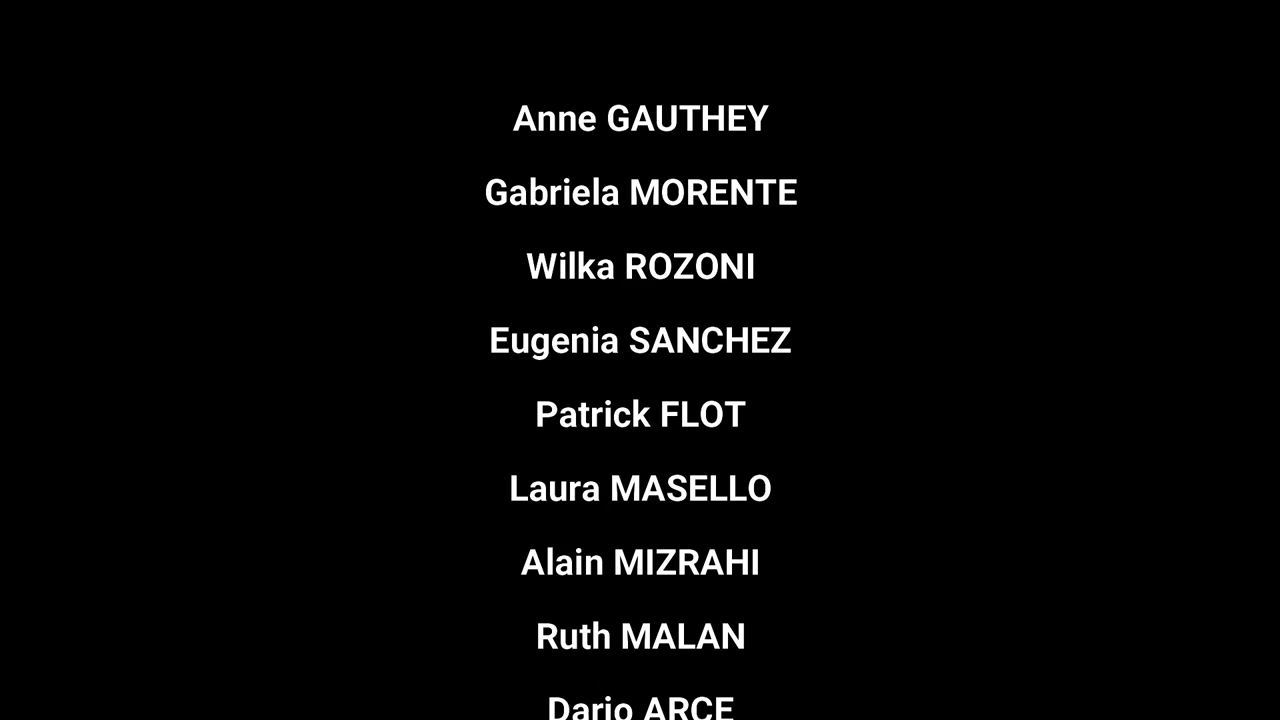 Anne GAUTHEY
Gabriela MORENTE
Wilka ROZONI
Eugenia SANCHEZ
Patrick FLOT
Laura MASELLO
Alain MIZRAHI
Ruth MALAN
Dario ARCE